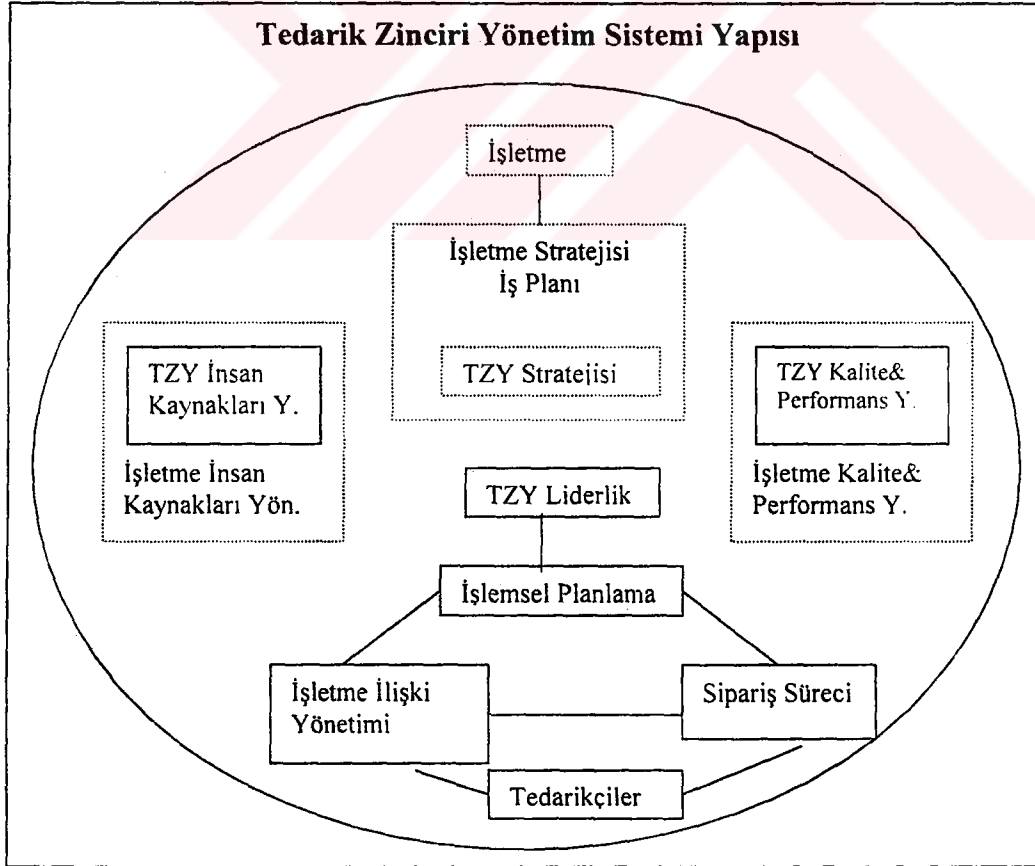 Tedarik Zinciri Yönetim Sistemi Yapısı
İşletme
İşletme Stratejisi
İş Planı
TZY Stratejisi
TZY İnsan
Kaynakları Y.
İşletme İnsan
Kaynakları Yön.
TZY Kalite&
Performans Y.
İşletme Kalite&
Performans Y.
TZY Liderlik
İşlemsel Planlama
İşletme İlişki
Yönetimi
Sipariş Süreci
Tedarikçiler